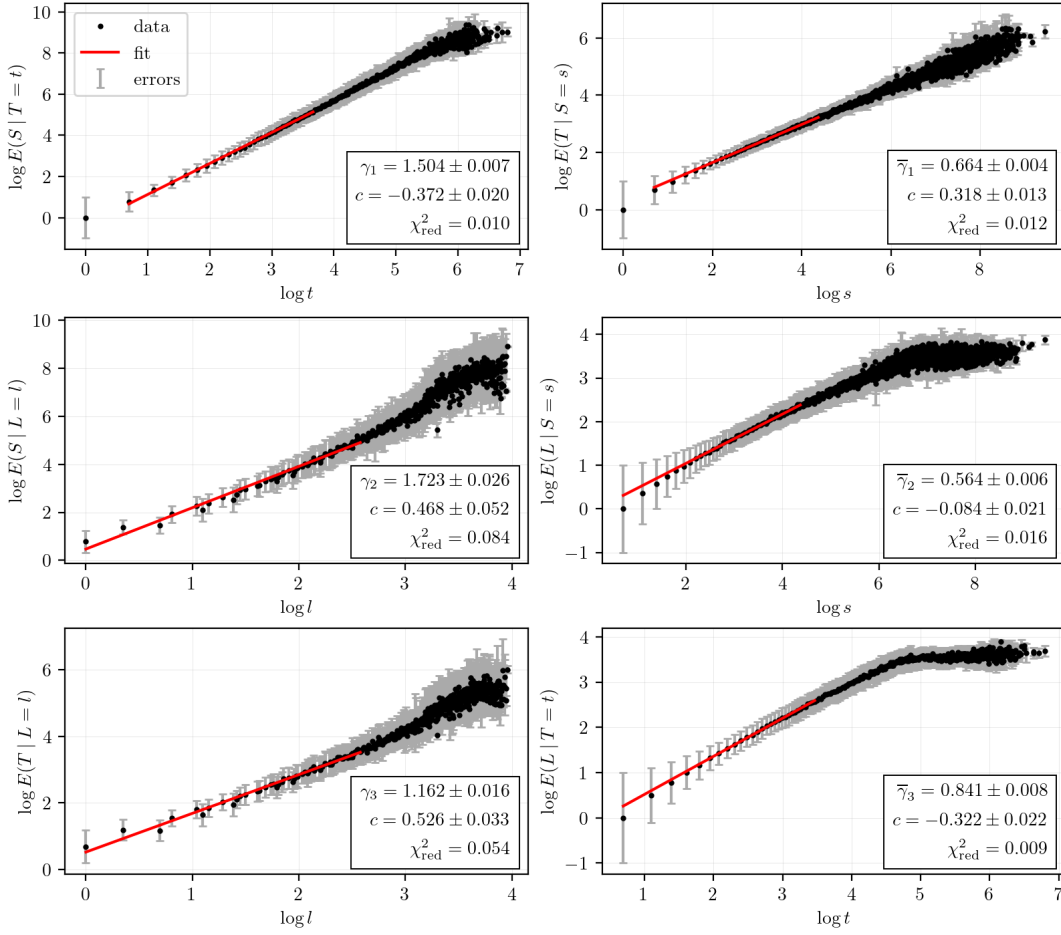 data
fit
errors
10
8
6
4
2
0
log E(S | T = t)
γ₁ = 1.504 ± 0.007
c = −0.372 ± 0.020
χ²_red = 0.010
0 1 2 3 4 5 6 7
log t
6
4
2
0
log E(T | S = s)
γ̅₁ = 0.664 ± 0.004
c = 0.318 ± 0.013
χ²_red = 0.012
0 2 4 6 8
log s
10
8
6
4
2
0
log E(S | L = l)
γ₂ = 1.723 ± 0.026
c = 0.468 ± 0.052
χ²_red = 0.084
0 1 2 3 4
log l
4
3
2
1
0
−1
log E(L | S = s)
γ̅₂ = 0.564 ± 0.006
c = −0.084 ± 0.021
χ²_red = 0.016
2 4 6 8
log s
6
4
2
0
log E(T | L = l)
γ₃ = 1.162 ± 0.016
c = 0.526 ± 0.033
χ²_red = 0.054
0 1 2 3 4
log l
4
3
2
1
0
−1
log E(L | T = t)
γ̅₃ = 0.841 ± 0.008
c = −0.322 ± 0.022
χ²_red = 0.009
1 2 3 4 5 6 7
log t